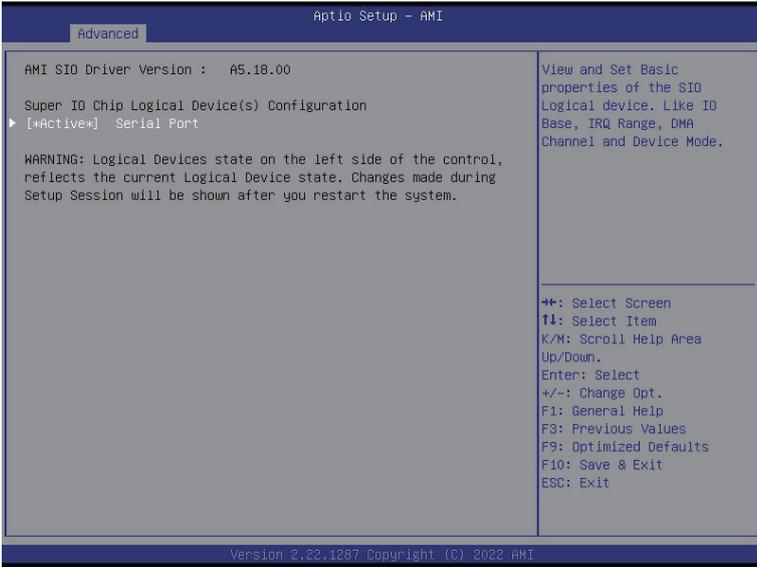 Aptio Setup – AMI
Advanced
AMI SIO Driver Version : A5.18.00
Super IO Chip Logical Device(s) Configuration
[*Active*] Serial Port
WARNING: Logical Devices state on the left side of the control,
reflects the current Logical Device state. Changes made during
Setup Session will be shown after you restart the system.
View and Set Basic
properties of the SIO
Logical device. Like IO
Base, IRQ Range, DMA
Channel and Device Mode.
→←: Select Screen
↑↓: Select Item
K/M: Scroll Help Area
Up/Down.
Enter: Select
+/-: Change Opt.
F1: General Help
F3: Previous Values
F9: Optimized Defaults
F10: Save & Exit
ESC: Exit
Version 2.22.1287 Copyright (C) 2022 AMI